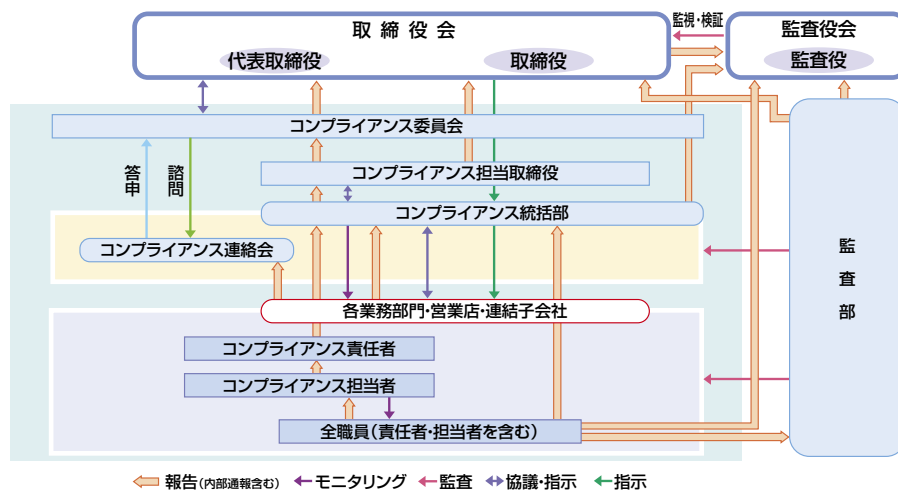 取締役会
監視・検証
監査役会
代表取締役
取締役
監査役
コンプライアンス委員会
答申
諮問
コンプライアンス担当取締役
コンプライアンス統括部
コンプライアンス連絡会
監査部
各業務部門・営業店・連結子会社
コンプライアンス責任者
コンプライアンス担当者
全職員（責任者・担当者を含む）
報告（内部通報含む）
モニタリング
監査
協議・指示
指示